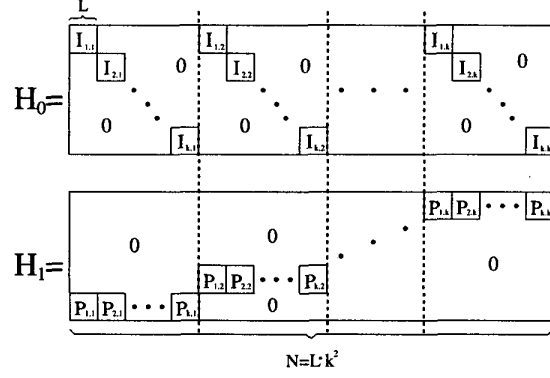 L
I1,1 I1,2 I1,k
I2,1 0 I2,2 0 I2,k 0
H0=
0 0 0
Ik,1 Ik,2 Ik,k
P1,k P2,k ••• Pk,k
0 0
H1=
P1,2 P2,2 ••• Pk,2 0
P1,1 P2,1 ••• Pk,1 0
N=L·k²